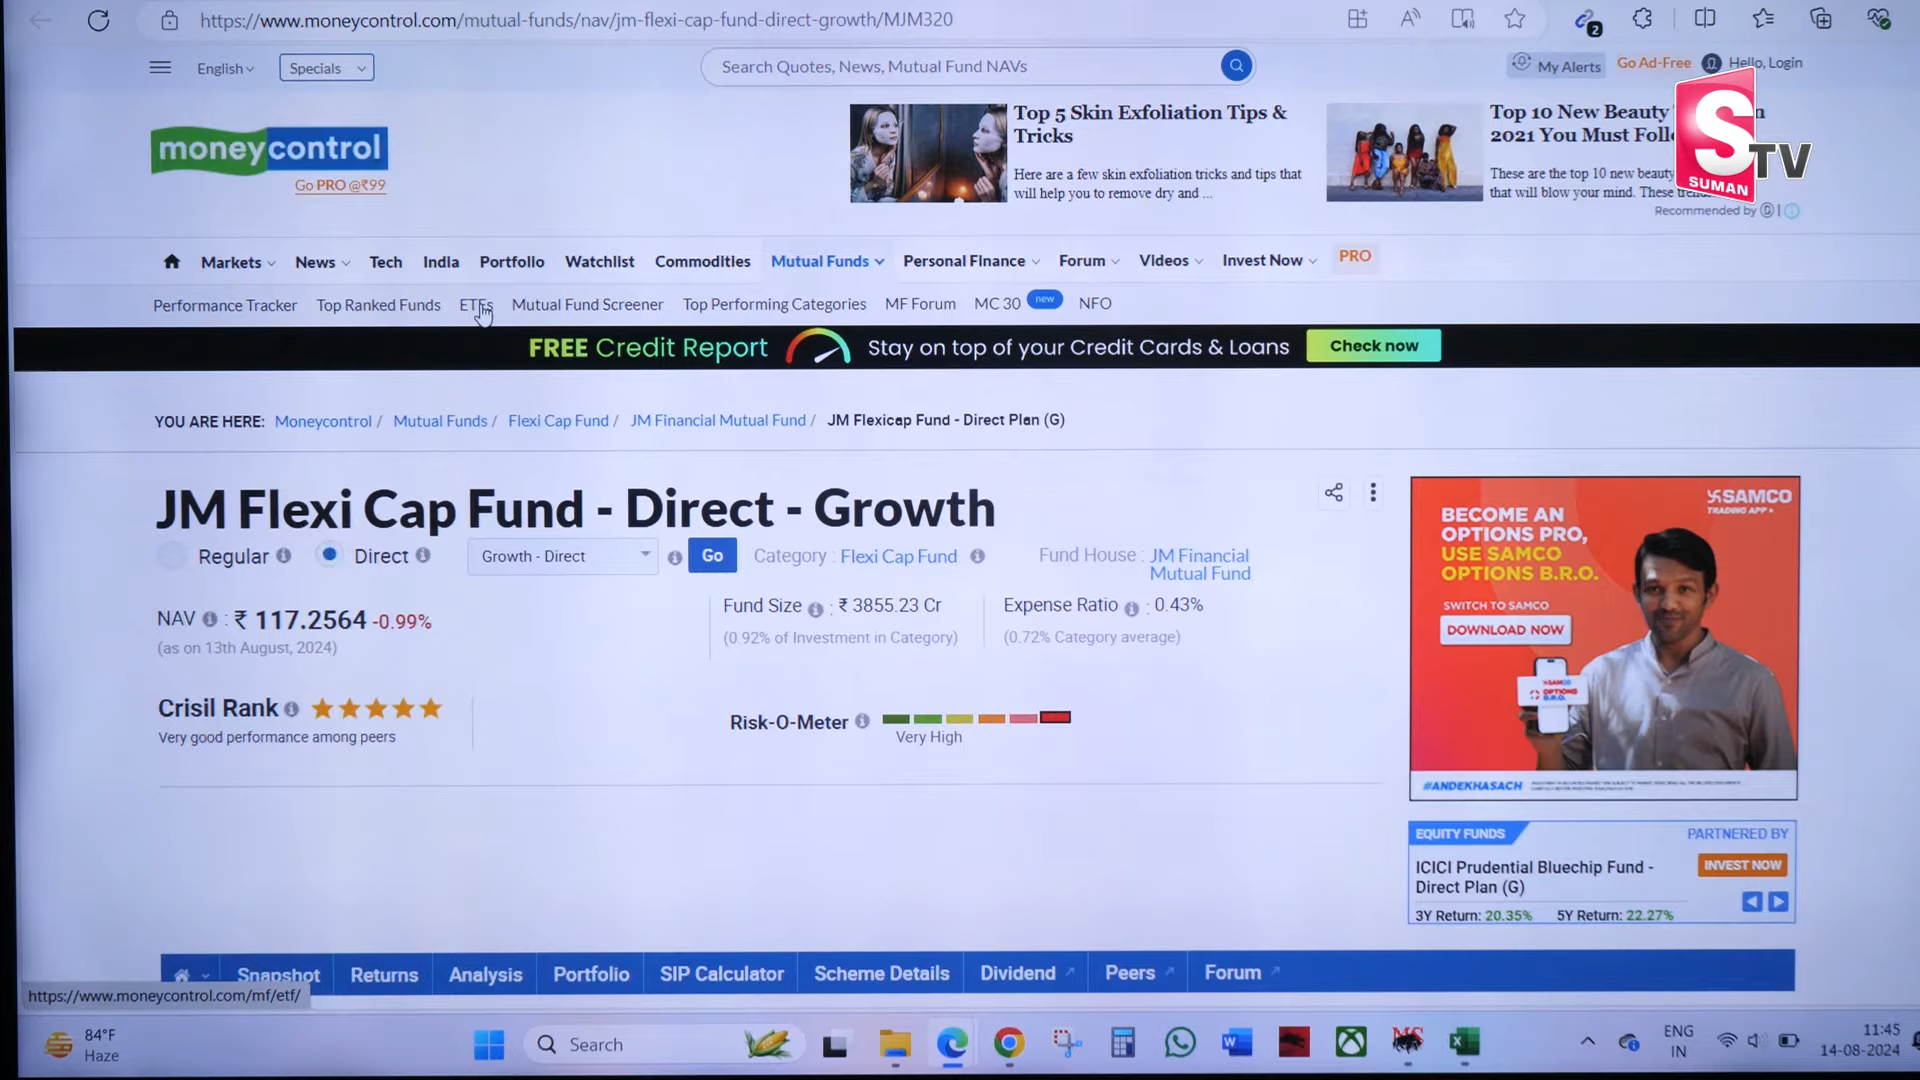 https://www.moneycontrol.com/mutual-funds/nav/jm-flexi-cap-fund-direct-growth/MJM320
2
English
Specials
Search Quotes, News, Mutual Fund NAVs
My Alerts
Go Ad-Free
Hello, Login
moneycontrol
Go PRO @₹99
Top 5 Skin Exfoliation Tips &
Tricks
Here are a few skin exfoliation tricks and tips that
will help you to remove dry and ...
Top 10 New Beauty
2021 You Must
These are the top 10 new beauty
that will blow your mind. These
Recommended by
S TV
SUMAN
Markets
News
Tech
India
Portfolio
Watchlist
Commodities
Mutual Funds
Personal Finance
Forum
Videos
Invest Now
PRO
Performance Tracker
Top Ranked Funds
ETFs
Mutual Fund Screener
Top Performing Categories
MF Forum
MC 30
new
NFO
FREE Credit Report
Stay on top of your Credit Cards & Loans
Check now
YOU ARE HERE: Moneycontrol / Mutual Funds / Flexi Cap Fund / JM Financial Mutual Fund / JM Flexicap Fund - Direct Plan (G)
JM Flexi Cap Fund - Direct - Growth
Regular
Direct
Growth - Direct
Go
Category : Flexi Cap Fund
Fund House : JM Financial
Mutual Fund
NAV : ₹ 117.2564 -0.99%
(as on 13th August, 2024)
Fund Size : ₹ 3855.23 Cr
(0.92% of Investment in Category)
Expense Ratio : 0.43%
(0.72% Category average)
Crisil Rank
Very good performance among peers
Risk-O-Meter
Very High
SAMCO
TRADING APP
BECOME AN
OPTIONS PRO,
USE SAMCO
OPTIONS B.R.O.
SWITCH TO SAMCO
DOWNLOAD NOW
SAMCO
OPTIONS
B.R.O.
#ANDEKHASACH
EQUITY FUNDS
PARTNERED BY
ICICI Prudential Bluechip Fund -
Direct Plan (G)
INVEST NOW
3Y Return: 20.35%
5Y Return: 22.27%
Snapshot
Returns
Analysis
Portfolio
SIP Calculator
Scheme Details
Dividend
Peers
Forum
https://www.moneycontrol.com/mf/etf/
84°F
Haze
Search
ENG
IN
11:45
14-08-2024